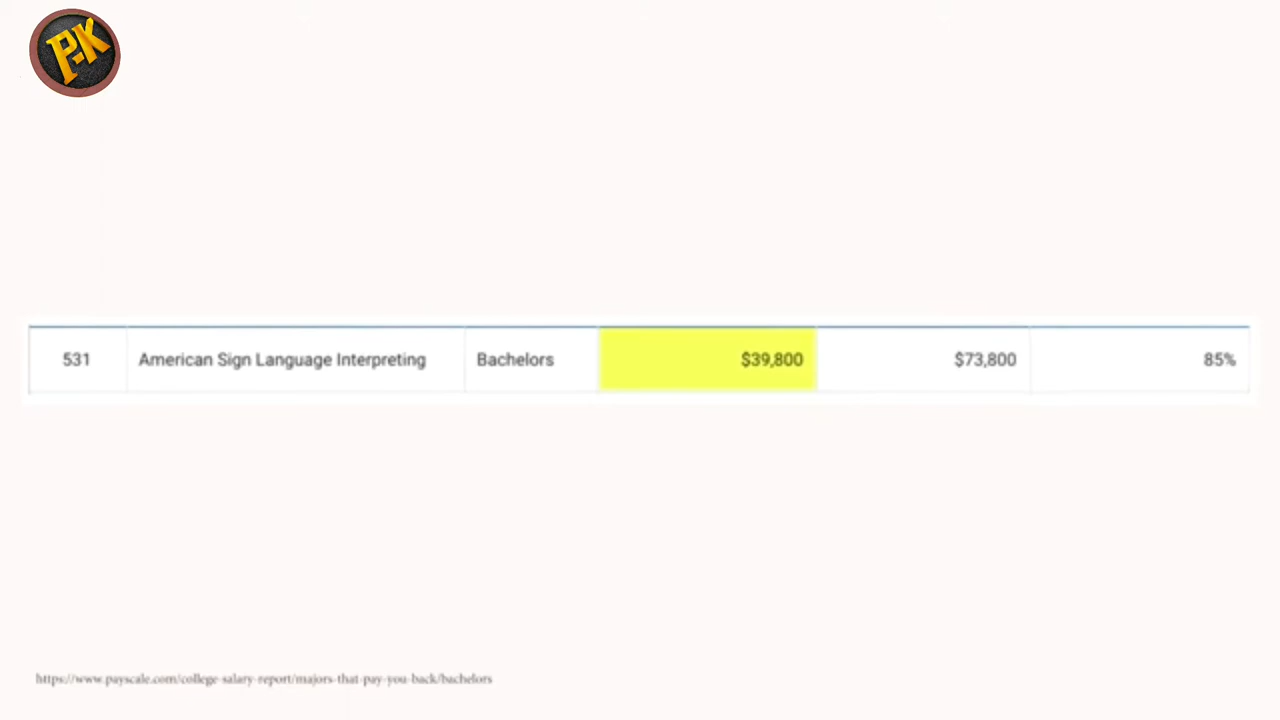 P-K
531 American Sign Language Interpreting Bachelors $39,800 $73,800 85%
https://www.payscale.com/college-salary-report/majors-that-pay-you-back/bachelors